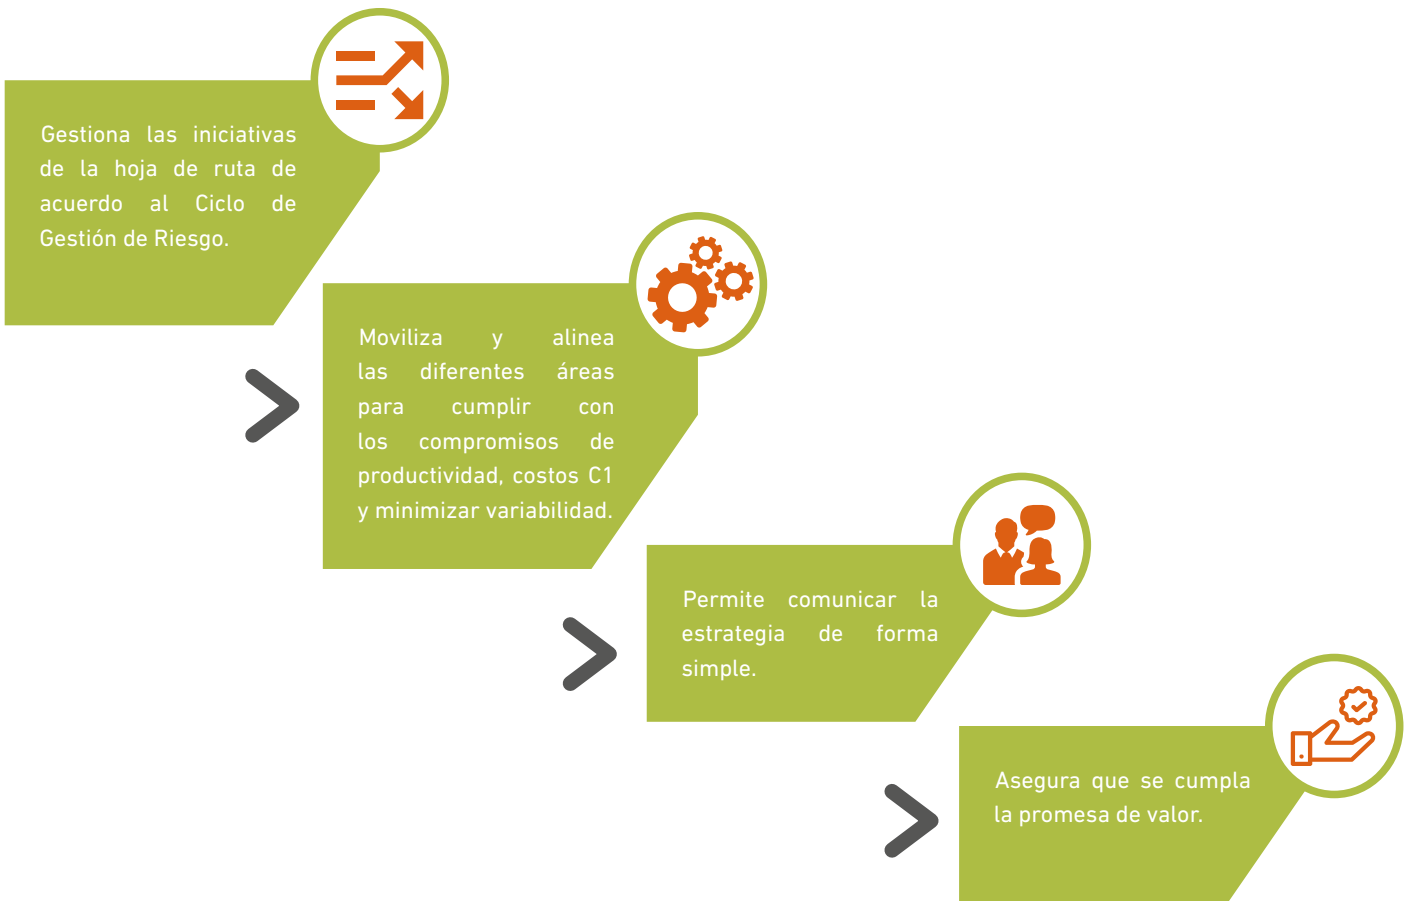 Gestiona las iniciativas
de la hoja de ruta de
acuerdo al Ciclo de
Gestión de Riesgo.
Moviliza y alinea
las diferentes áreas
para cumplir con
los compromisos de
productividad, costos C1
y minimizar variabilidad.
Permite comunicar la
estrategia de forma
simple.
Asegura que se cumpla
la promesa de valor.